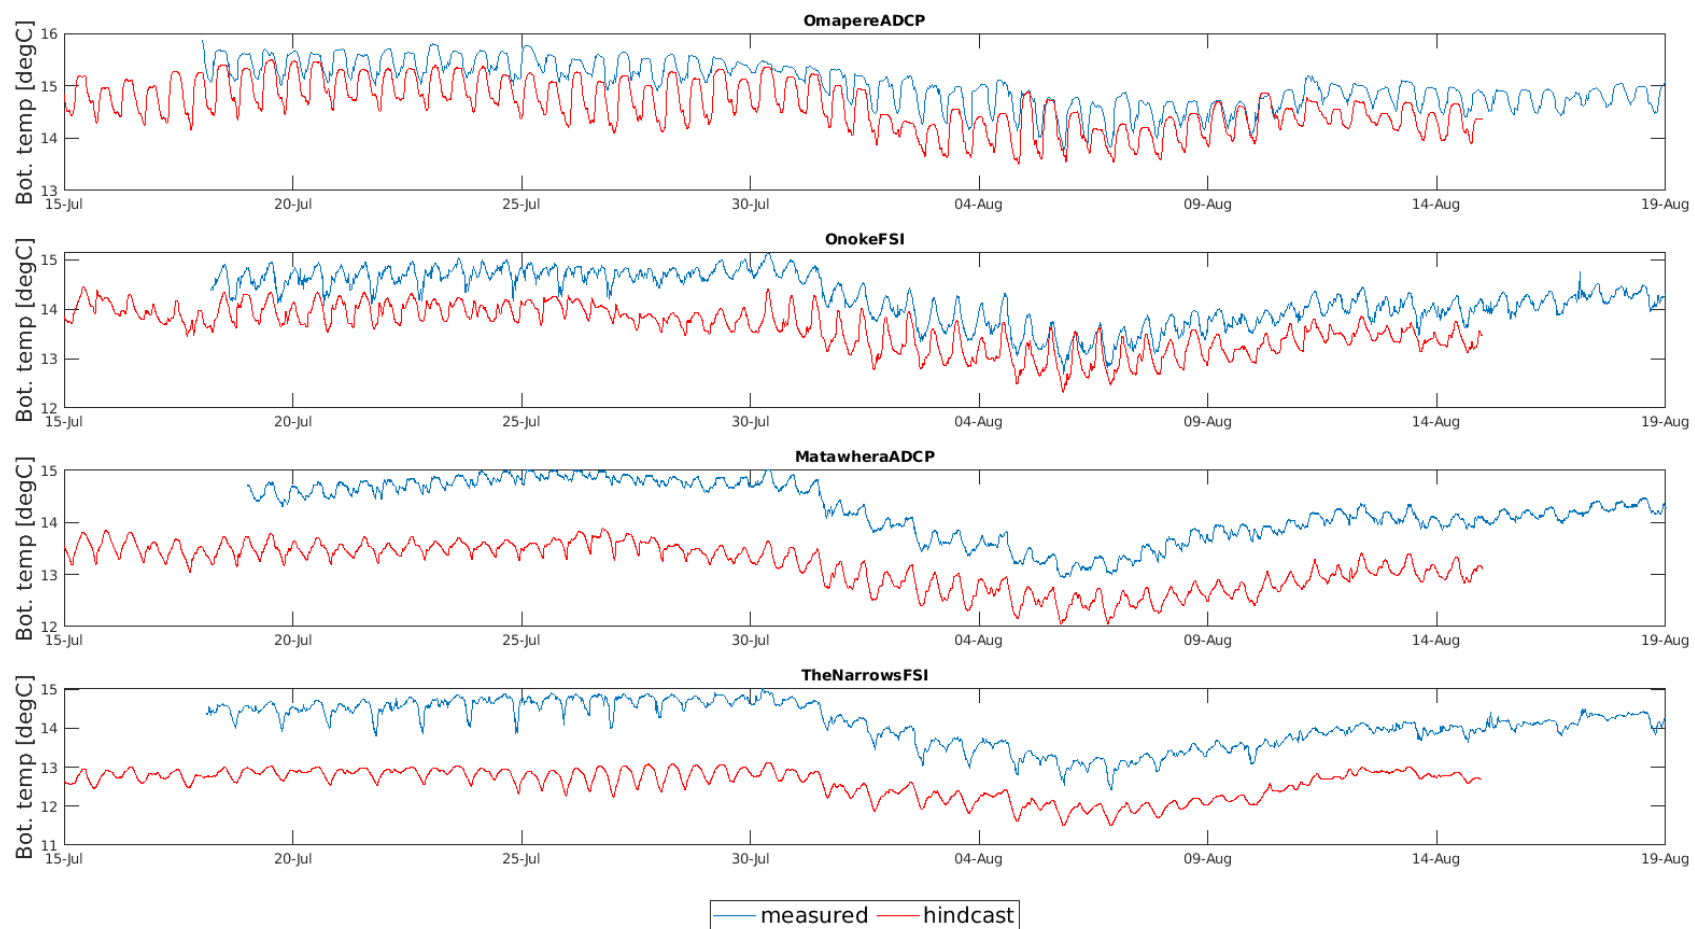 OmapereADCP
Bot. temp [degC]
16
15
14
13
15-Jul 20-Jul 25-Jul 30-Jul 04-Aug 09-Aug 14-Aug 19-Aug
OnokeFSI
Bot. temp [degC]
15
14
13
12
15-Jul 20-Jul 25-Jul 30-Jul 04-Aug 09-Aug 14-Aug 19-Aug
MatawheraADCP
Bot. temp [degC]
15
14
13
12
15-Jul 20-Jul 25-Jul 30-Jul 04-Aug 09-Aug 14-Aug 19-Aug
TheNarrowsFSI
Bot. temp [degC]
15
14
13
12
11
15-Jul 20-Jul 25-Jul 30-Jul 04-Aug 09-Aug 14-Aug 19-Aug
measured hindcast